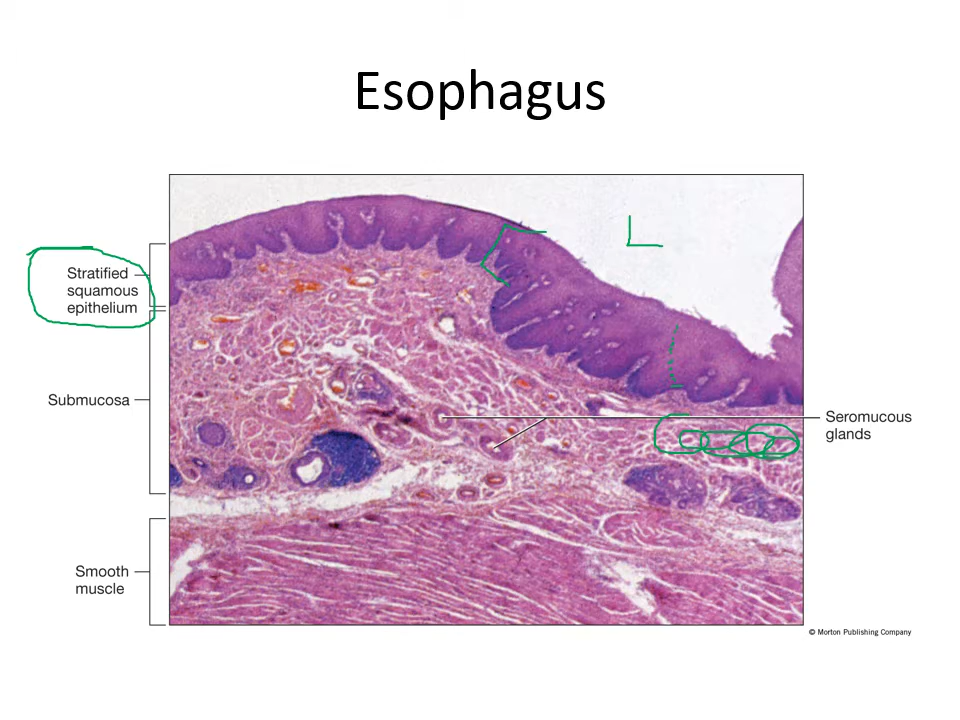 Esophagus
Stratified
squamous
epithelium
Submucosa
Smooth
muscle
L
Seromucous
glands
© Morton Publishing Company